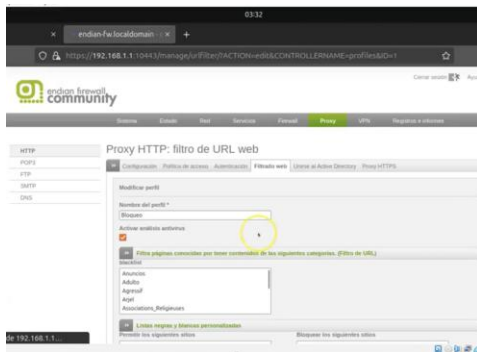 03:32
endian-fw.localdomain - ×
https://192.168.1.1:10443/manage/urlfilter/?ACTION=edit&CONTROLLERNAME=profiles&ID=1
Cerrar sesión
endian firewall
community
Sistema Estado Red Servicios Firewall Proxy VPN Registros e informes
HTTP
POP3
FTP
SMTP
DNS
Proxy HTTP: filtro de URL web
Configuración Política de acceso Autenticación Filtrado web Unirse al Active Directory Proxy HTTPS
Modificar perfil
Nombre del perfil *
Bloqueo
Activar análisis antivirus
Filtra páginas conocidas por tener contenidos de las siguientes categorías. (Filtro de URL)
Blacklist
Anuncios
Adulto
Agressif
Arjel
Associations_Religieuses
Listas negras y blancas personalizadas
Permitir los siguientes sitios Bloquear los siguientes sitios
de 192.168.1.1...